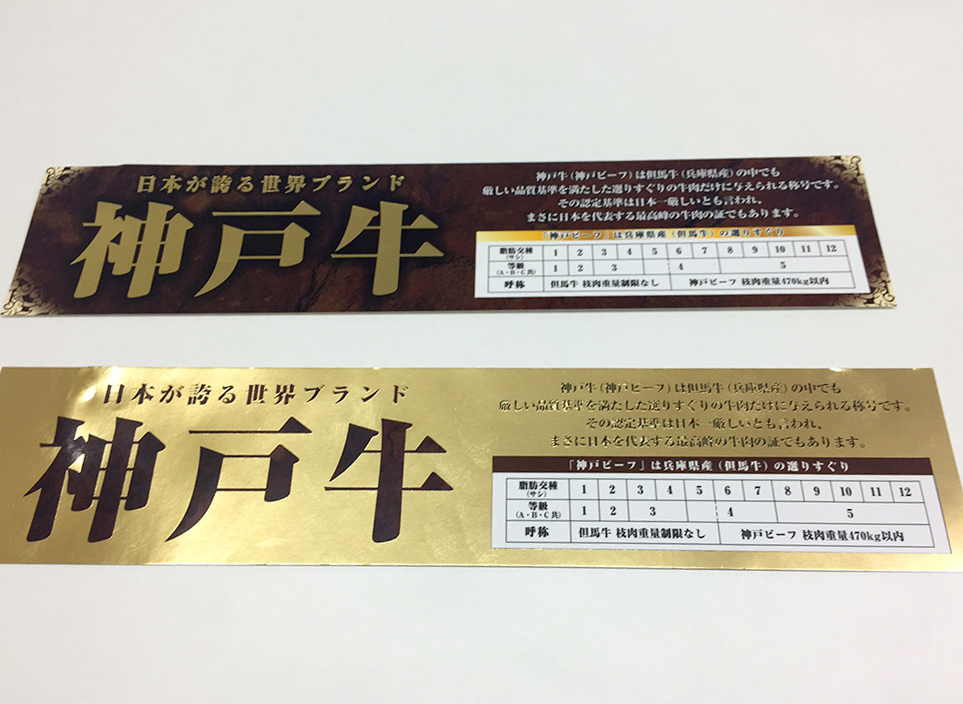 日本が誇る世界ブランド
神戸牛
神戸牛(神戸ビーフ)は但馬牛(兵庫県産)の中でも
厳しい品質基準を満たした選りすぐりの牛肉だけに与えられる称号です。
その認定基準は日本一厳しいとも言われ、
まさに日本を代表する最高峰の牛肉の証でもあります。
「神戸ビーフ」は兵庫県産(但馬牛)の選りすぐり
脂肪交種(サシ) 1 2 3 4 5 6 7 8 9 10 11 12
等級(A・B・C共) 1 2 3 4 5
呼称 但馬牛 枝肉重量制限なし 神戸ビーフ 枝肉重量470kg以内
日本が誇る世界ブランド
神戸牛
神戸牛(神戸ビーフ)は但馬牛(兵庫県産)の中でも
厳しい品質基準を満たした選りすぐりの牛肉だけに与えられる称号です。
その認定基準は日本一厳しいとも言われ、
まさに日本を代表する最高峰の牛肉の証でもあります。
「神戸ビーフ」は兵庫県産(但馬牛)の選りすぐり
脂肪交種(サシ) 1 2 3 4 5 6 7 8 9 10 11 12
等級(A・B・C共) 1 2 3 4 5
呼称 但馬牛 枝肉重量制限なし 神戸ビーフ 枝肉重量470kg以内